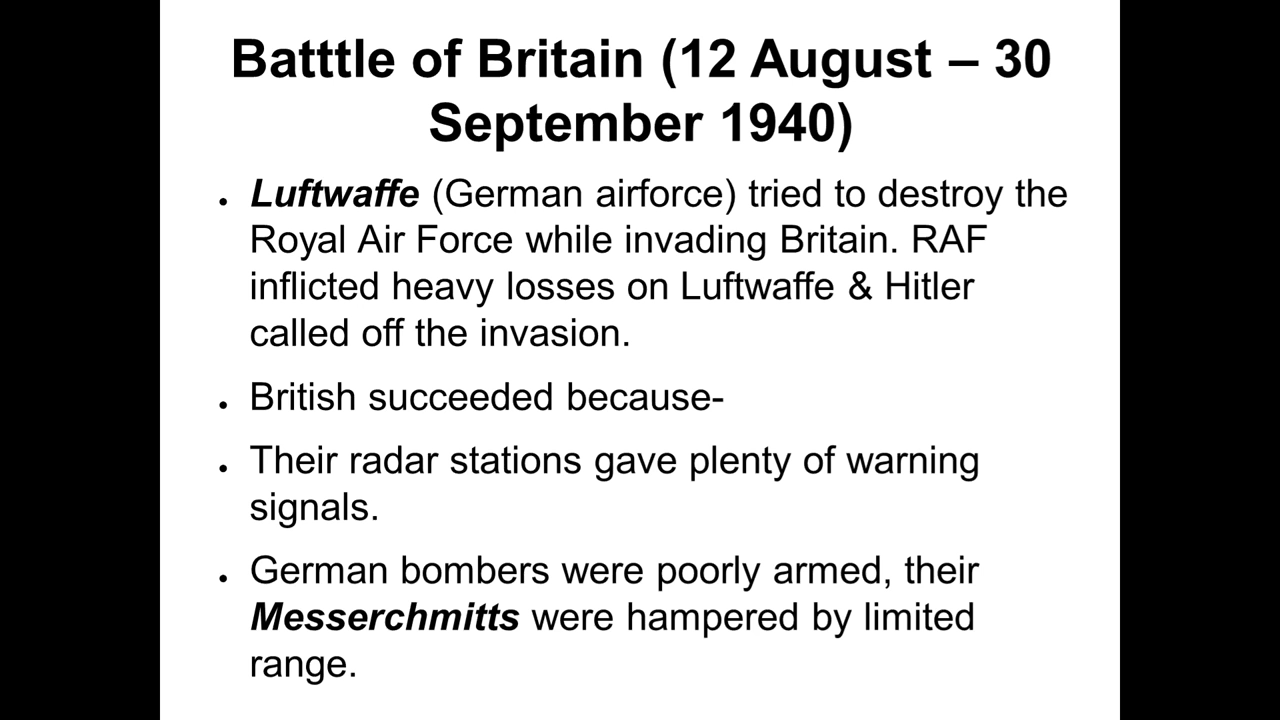 Batttle of Britain (12 August – 30
September 1940)
• Luftwaffe (German airforce) tried to destroy the
Royal Air Force while invading Britain. RAF
inflicted heavy losses on Luftwaffe & Hitler
called off the invasion.
• British succeeded because-
• Their radar stations gave plenty of warning
signals.
• German bombers were poorly armed, their
Messerchmitts were hampered by limited
range.